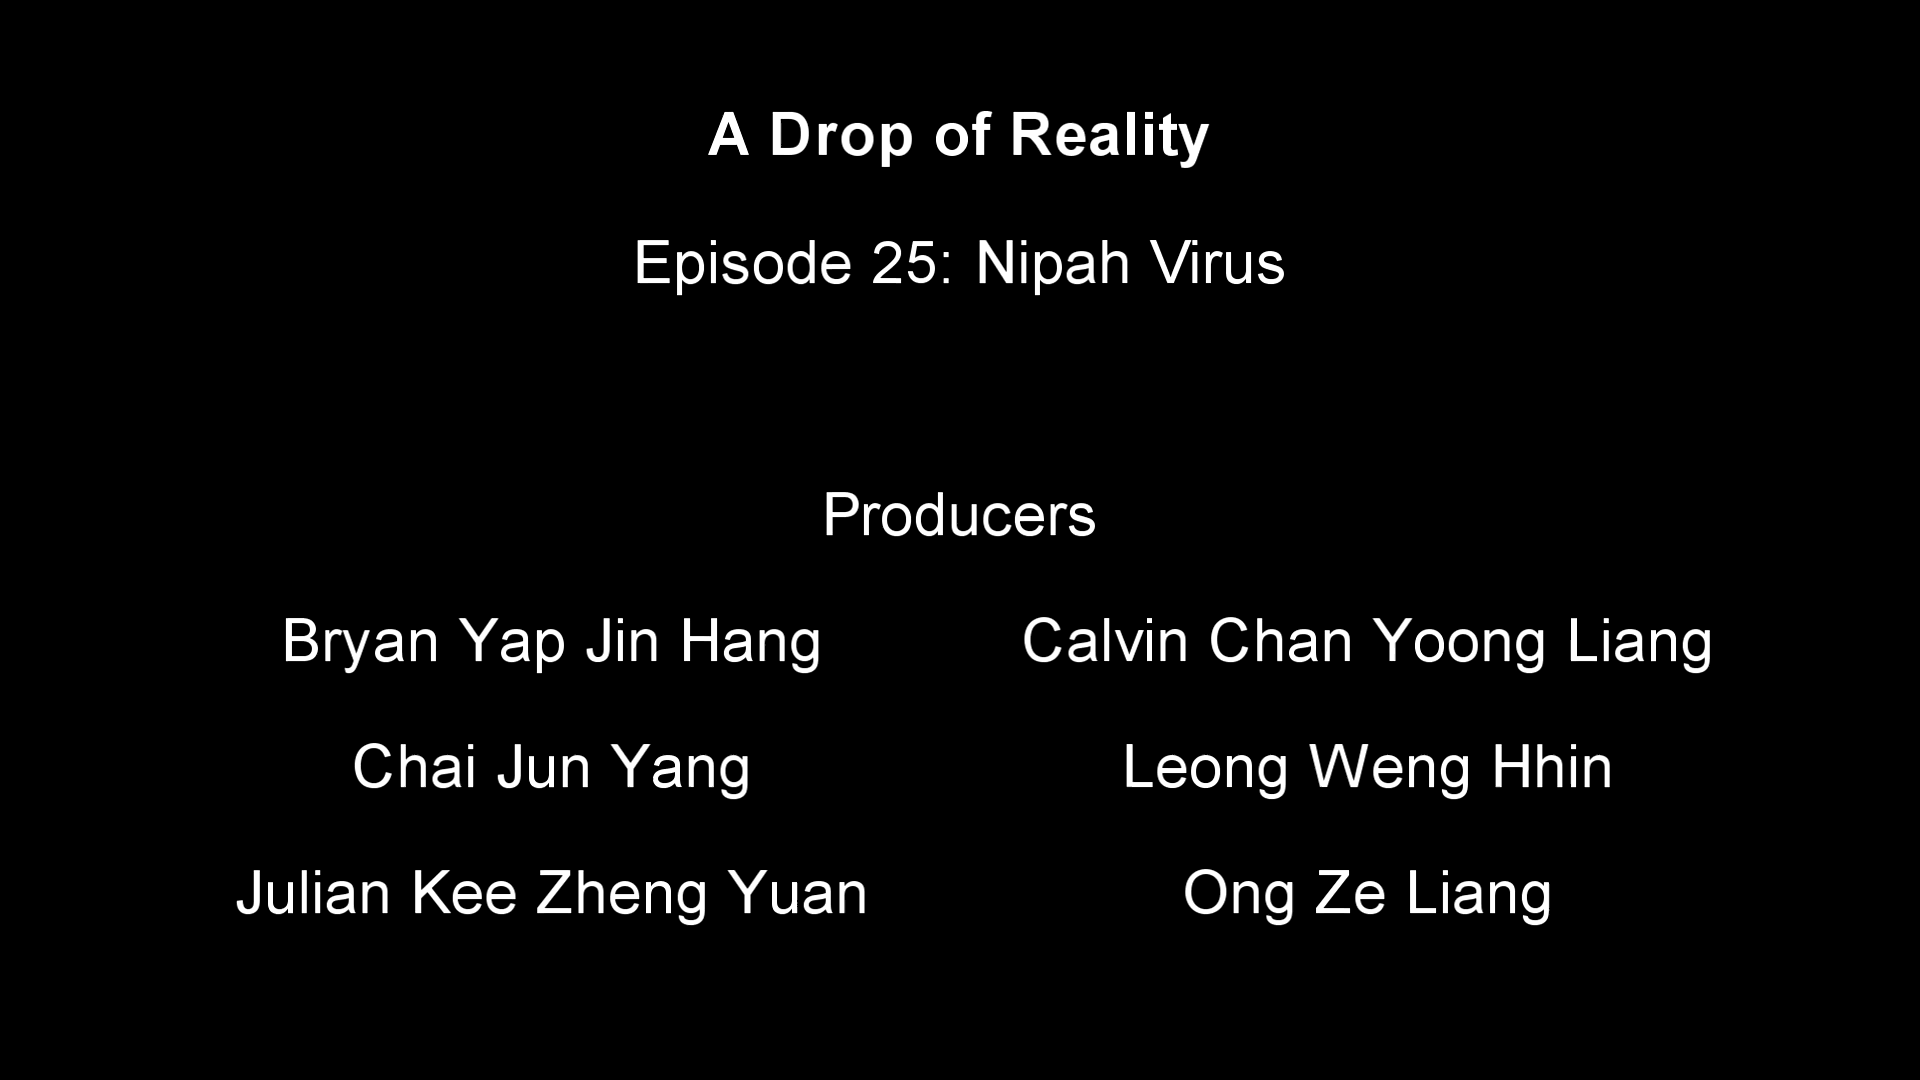 A Drop of Reality
Episode 25: Nipah Virus
Producers
Bryan Yap Jin Hang
Calvin Chan Yoong Liang
Chai Jun Yang
Leong Weng Hhin
Julian Kee Zheng Yuan
Ong Ze Liang